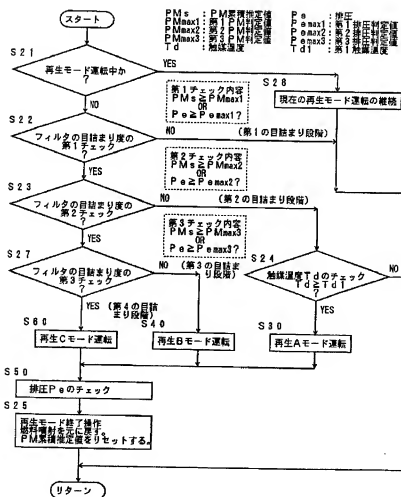 スタート
PMs : PM累積推定値
PMmax1 : 第1PM判定値
PMmax2 : 第2PM判定値
PMmax3 : 第3PM判定値
Td : 触媒温度
Pe : 排圧
Pemax1 : 第1排圧判定値
Pemax2 : 第2排圧判定値
Pemax3 : 第3排圧判定値
Td1 : 第1触媒温度
S21
再生モード運転中か
?
YES
NO
S28
現在の再生モード運転の継続
第1チェック内容
PMs≧PMmax1
OR
Pe≧Pemax1?
S22
フィルタの目詰まり度の
第1チェック
?
NO
(第1の目詰まり段階)
YES
第2チェック内容
PMs≧PMmax2
OR
Pe≧Pemax2?
S23
フィルタの目詰まり度の
第2チェック
?
NO
(第2の目詰まり段階)
YES
第3チェック内容
PMs≧PMmax3
OR
Pe≧Pemax3?
S27
フィルタの目詰まり度の
第3チェック
?
NO
(第3の目詰まり段階)
YES
(第4の目詰まり段階)
S24
触媒温度Tdのチェック
Td≧Td1
?
NO
YES
S60
再生Cモード運転
S40
再生Bモード運転
S30
再生Aモード運転
S50
排圧Peのチェック
S25
再生モード終了操作
燃料噴射を元に戻す。
PM累積推定値をリセットする。
リターン